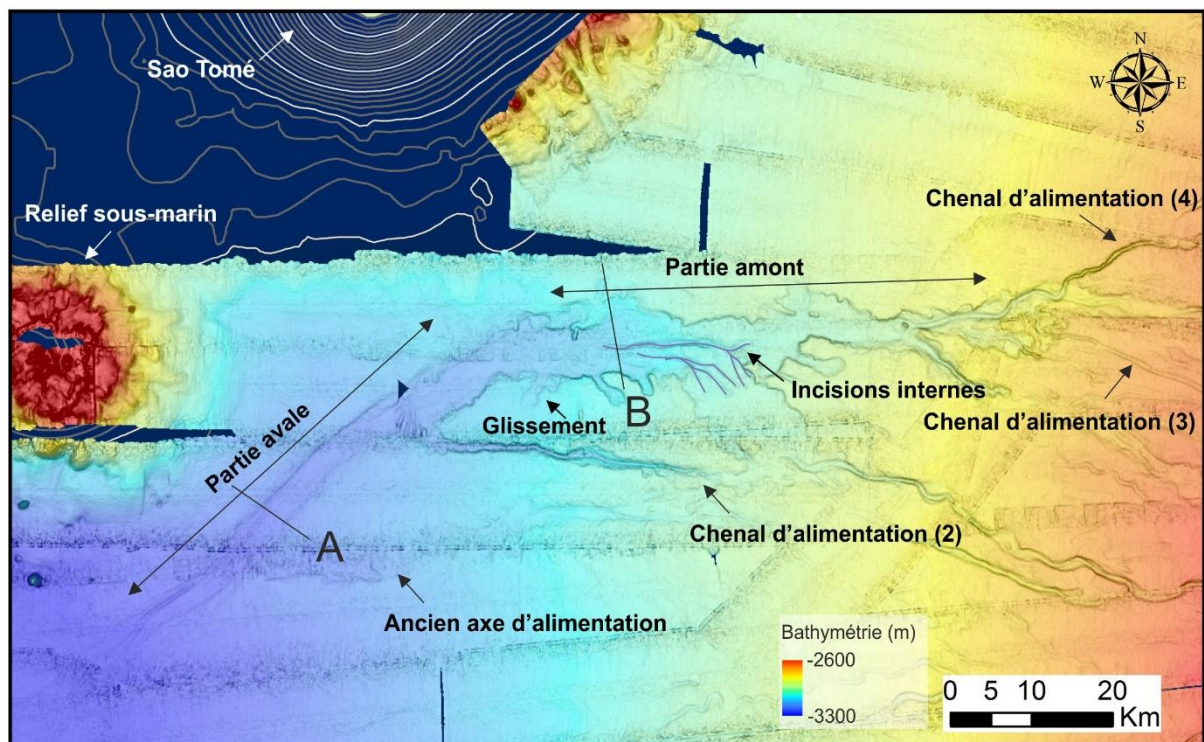 Sao Tomé
N
W
E
S
Relief sous-marin
Chenal d'alimentation (4)
Partie amont
Incisions internes
B
Glissement
Chenal d'alimentation (3)
Partie avale
Chenal d'alimentation (2)
A
Ancien axe d'alimentation
Bathymétrie (m)
-2600
-3300
0 5 10 20
Km